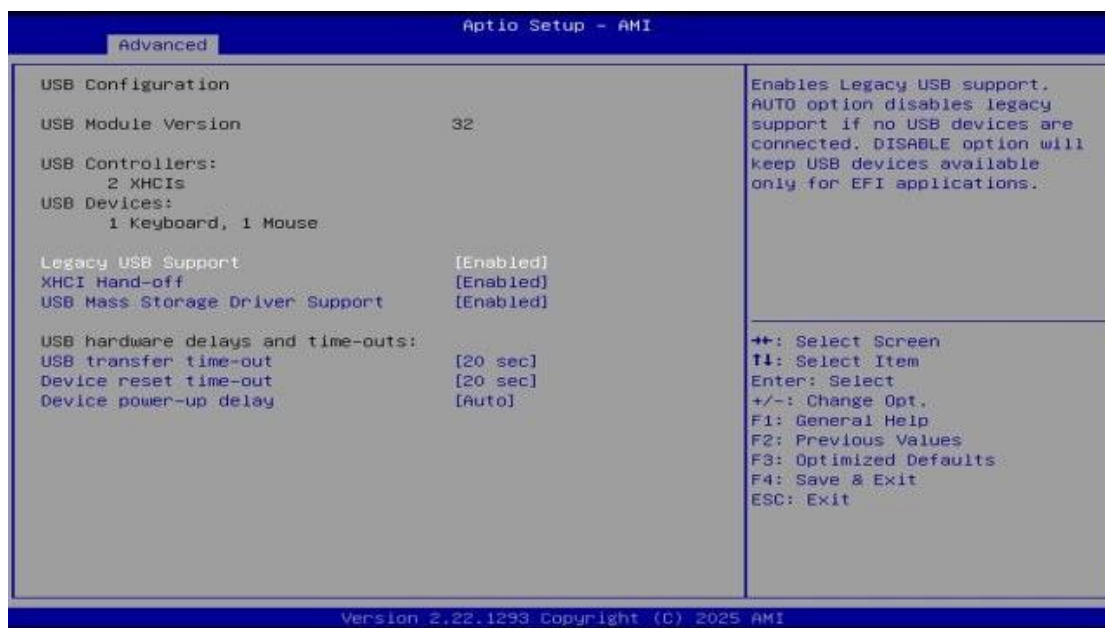 Aptio Setup - AMI
Advanced
USB Configuration
USB Module Version 32
USB Controllers:
2 XHCIs
USB Devices:
1 Keyboard, 1 Mouse
Legacy USB Support [Enabled]
XHCI Hand-off [Enabled]
USB Mass Storage Driver Support [Enabled]
USB hardware delays and time-outs:
USB transfer time-out [20 sec]
Device reset time-out [20 sec]
Device power-up delay [Auto]
Enables Legacy USB support.
AUTO option disables legacy
support if no USB devices are
connected. DISABLE option will
keep USB devices available
only for EFI applications.
→←: Select Screen
↑↓: Select Item
Enter: Select
+/-: Change Opt.
F1: General Help
F2: Previous Values
F3: Optimized Defaults
F4: Save & Exit
ESC: Exit
Version 2.22.1293 Copyright (C) 2025 AMI